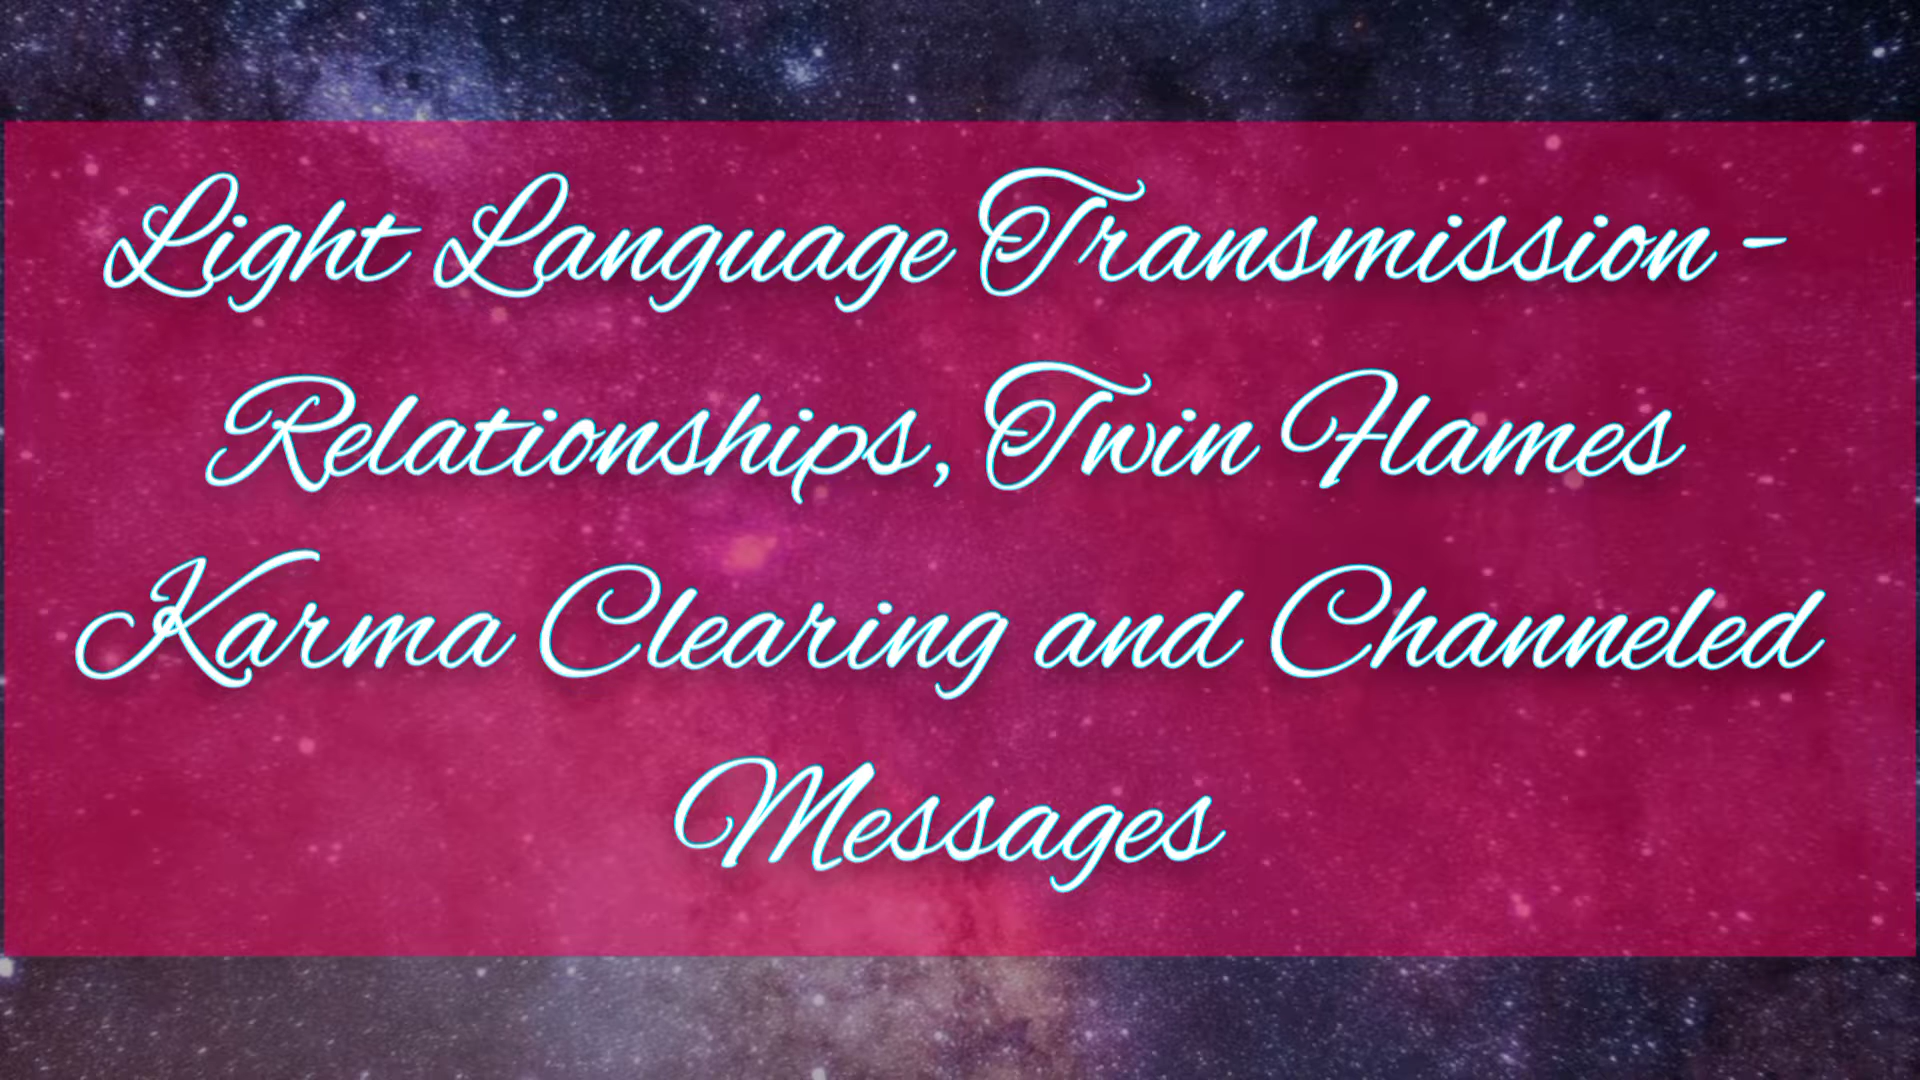 Light Language Transmission -
Relationships, Twin Flames
Karma Clearing and Channeled
Messages